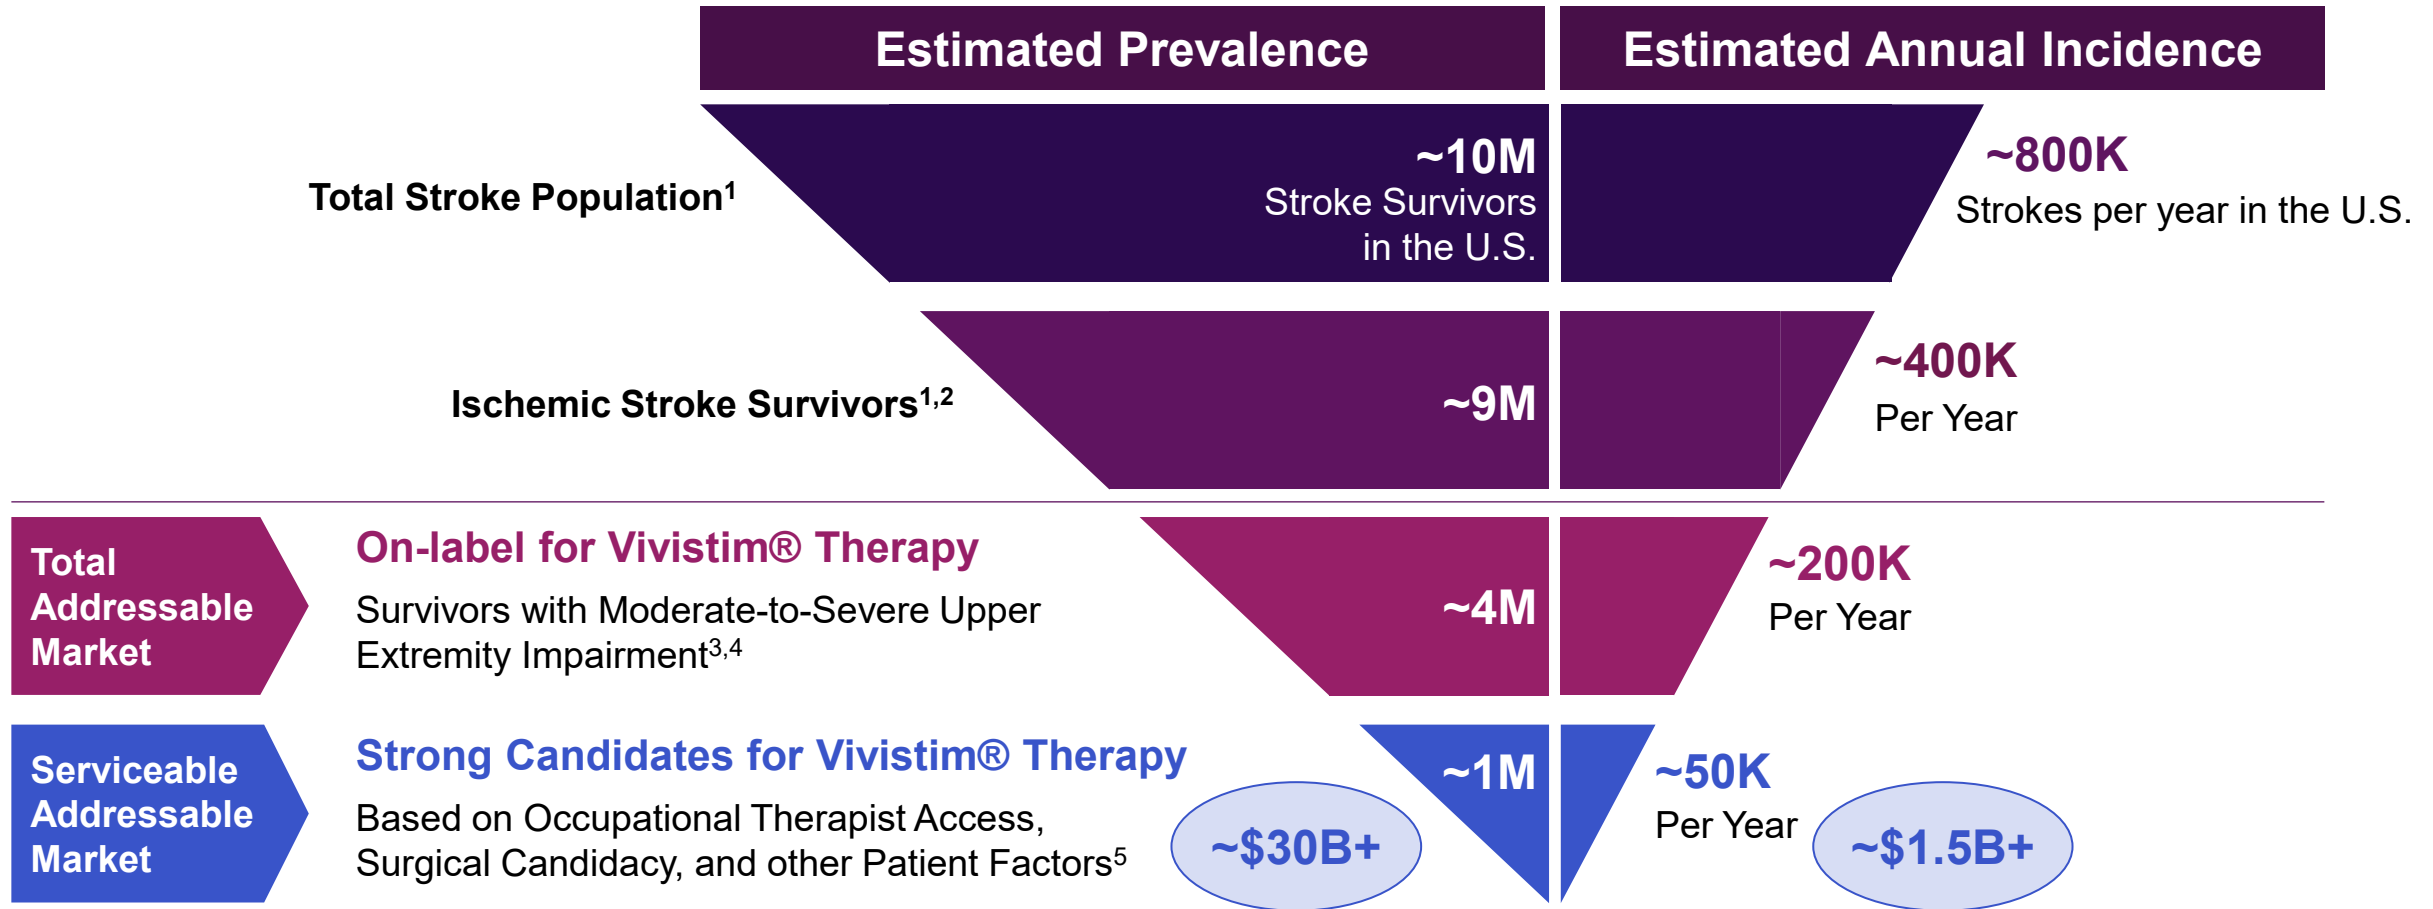 Estimated Prevalence
Estimated Annual Incidence
Total Stroke Population1
~10M
Stroke Survivors
in the U.S.
~800K
Strokes per year in the U.S.
Ischemic Stroke Survivors1,2
~9M
~400K
Per Year
Total
Addressable
Market
On-label for Vivistim® Therapy
Survivors with Moderate-to-Severe Upper
Extremity Impairment3,4
~4M
~200K
Per Year
Serviceable
Addressable
Market
Strong Candidates for Vivistim® Therapy
Based on Occupational Therapist Access,
Surgical Candidacy, and other Patient Factors5
~$30B+
~1M
~50K
Per Year
~$1.5B+